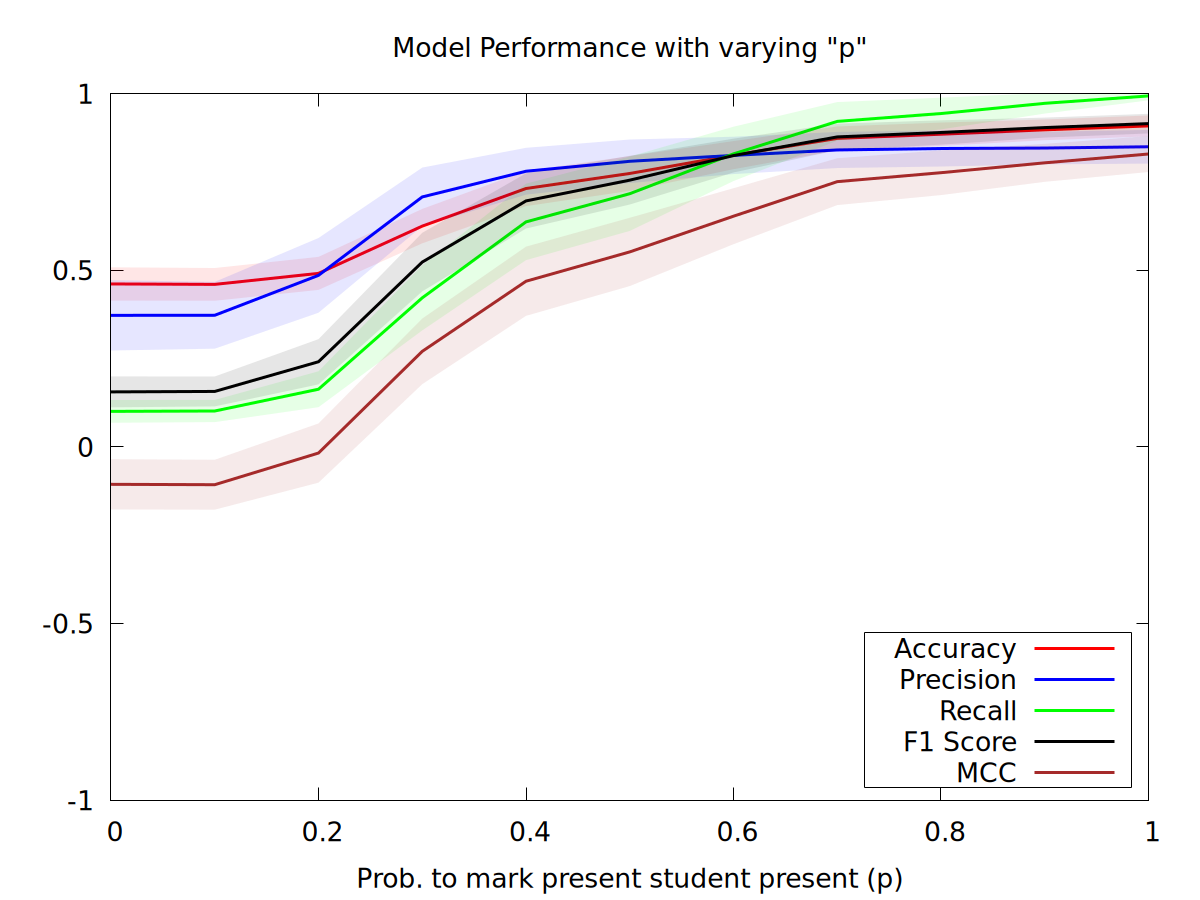 Model Performance with varying "p"
1
0.5
0
-0.5
-1
Accuracy
Precision
Recall
F1 Score
MCC
0 0.2 0.4 0.6 0.8 1
Prob. to mark present student present (p)